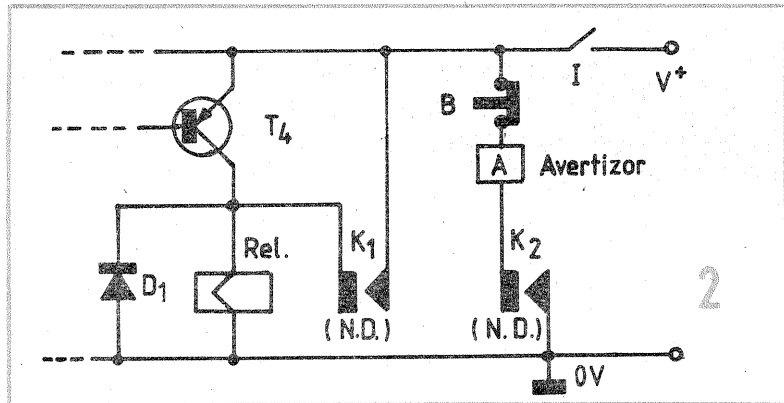 I
V⁺
B
T₄
A Avertizor
K₁
Rel.
K₂
D₁
(N.D.)
(N.D.)
2
0V